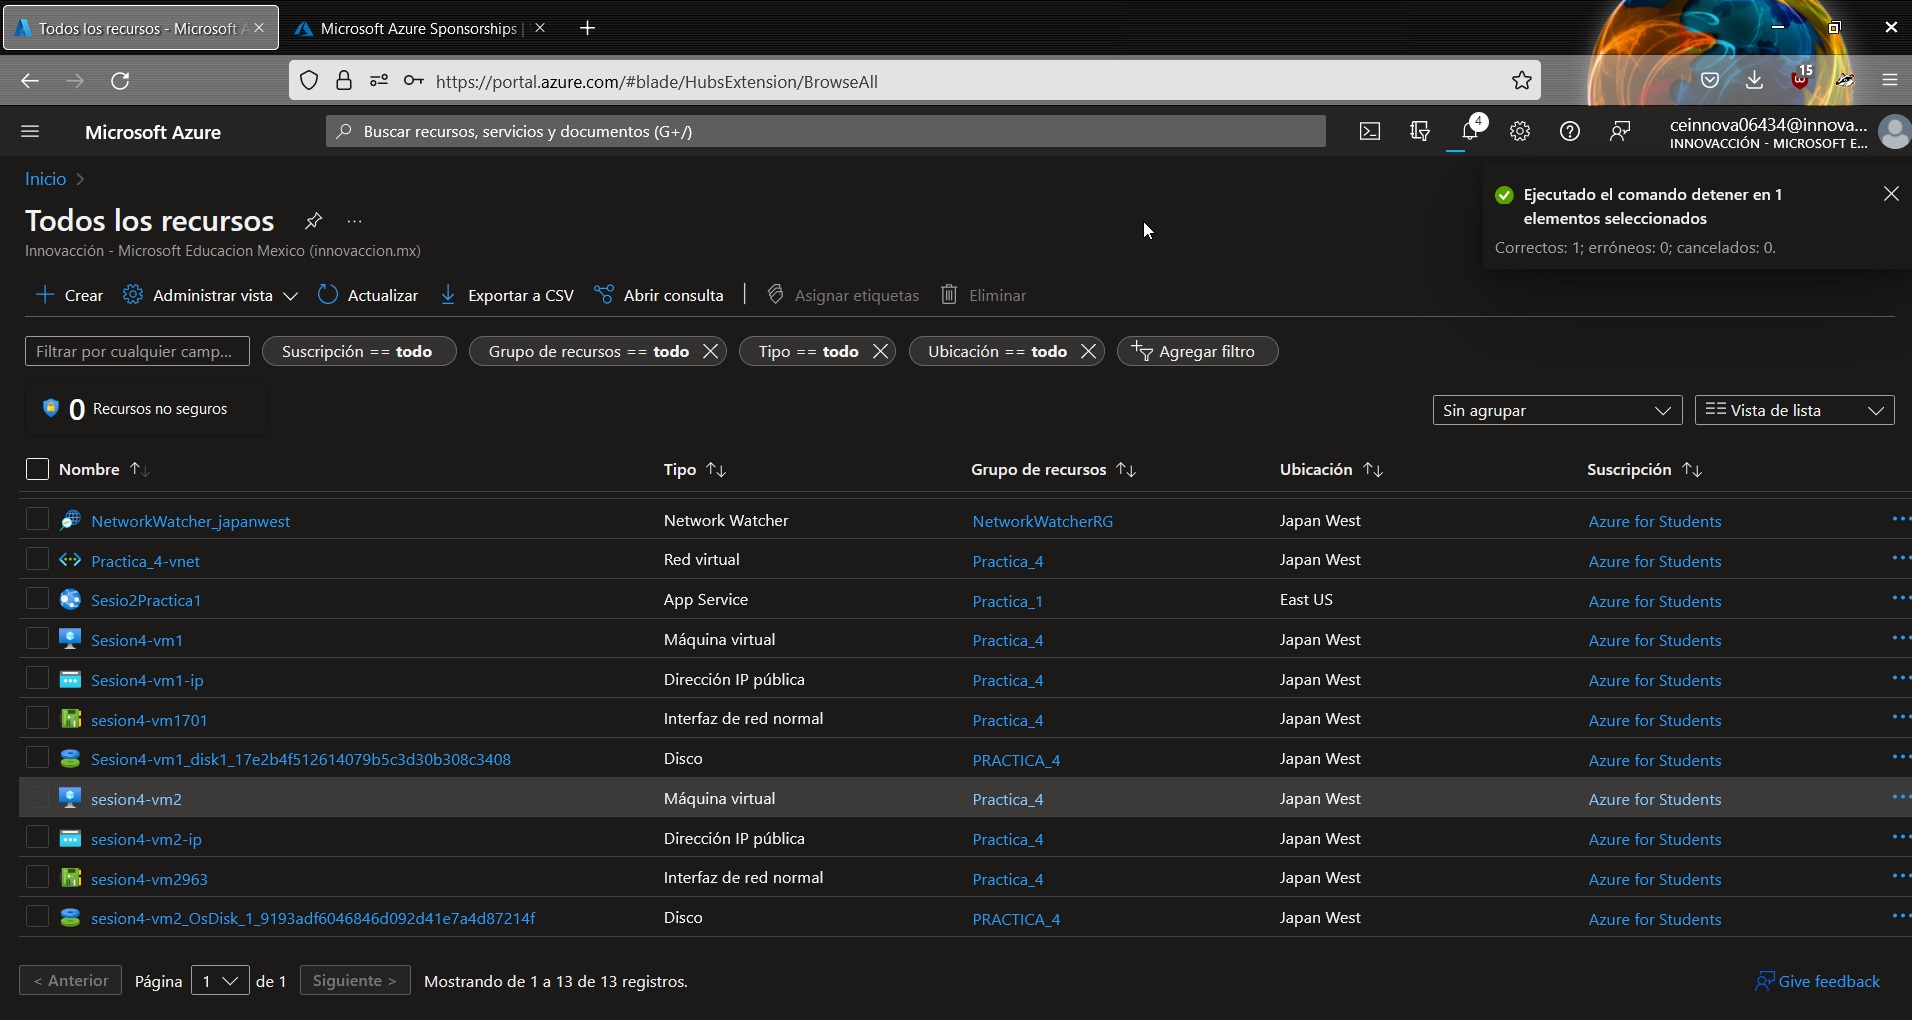 Todos los recursos - Microsoft A
Microsoft Azure Sponsorships |
https://portal.azure.com/#blade/HubsExtension/BrowseAll
15
Microsoft Azure
Buscar recursos, servicios y documentos (G+/)
4
ceinnova06434@innova...
INNOVACCIÓN - MICROSOFT E...
Inicio
Todos los recursos
Innovacción - Microsoft Educacion Mexico (innovaccion.mx)
Ejecutado el comando detener en 1
elementos seleccionados
Correctos: 1; erróneos: 0; cancelados: 0.
Crear Administrar vista Actualizar Exportar a CSV Abrir consulta Asignar etiquetas Eliminar
Filtrar por cualquier camp... Suscripción == todo Grupo de recursos == todo Tipo == todo Ubicación == todo Agregar filtro
0 Recursos no seguros
Sin agrupar Vista de lista
Nombre Tipo Grupo de recursos Ubicación Suscripción
NetworkWatcher_japanwest Network Watcher NetworkWatcherRG Japan West Azure for Students
Practica_4-vnet Red virtual Practica_4 Japan West Azure for Students
Sesio2Practica1 App Service Practica_1 East US Azure for Students
Sesion4-vm1 Máquina virtual Practica_4 Japan West Azure for Students
Sesion4-vm1-ip Dirección IP pública Practica_4 Japan West Azure for Students
sesion4-vm1701 Interfaz de red normal Practica_4 Japan West Azure for Students
Sesion4-vm1_disk1_17e2b4f512614079b5c3d30b308c3408 Disco PRACTICA_4 Japan West Azure for Students
sesion4-vm2 Máquina virtual Practica_4 Japan West Azure for Students
sesion4-vm2-ip Dirección IP pública Practica_4 Japan West Azure for Students
sesion4-vm2963 Interfaz de red normal Practica_4 Japan West Azure for Students
sesion4-vm2_OsDisk_1_9193adf6046846d092d41e7a4d87214f Disco PRACTICA_4 Japan West Azure for Students
< Anterior Página 1 de 1 Siguiente > Mostrando de 1 a 13 de 13 registros.
Give feedback